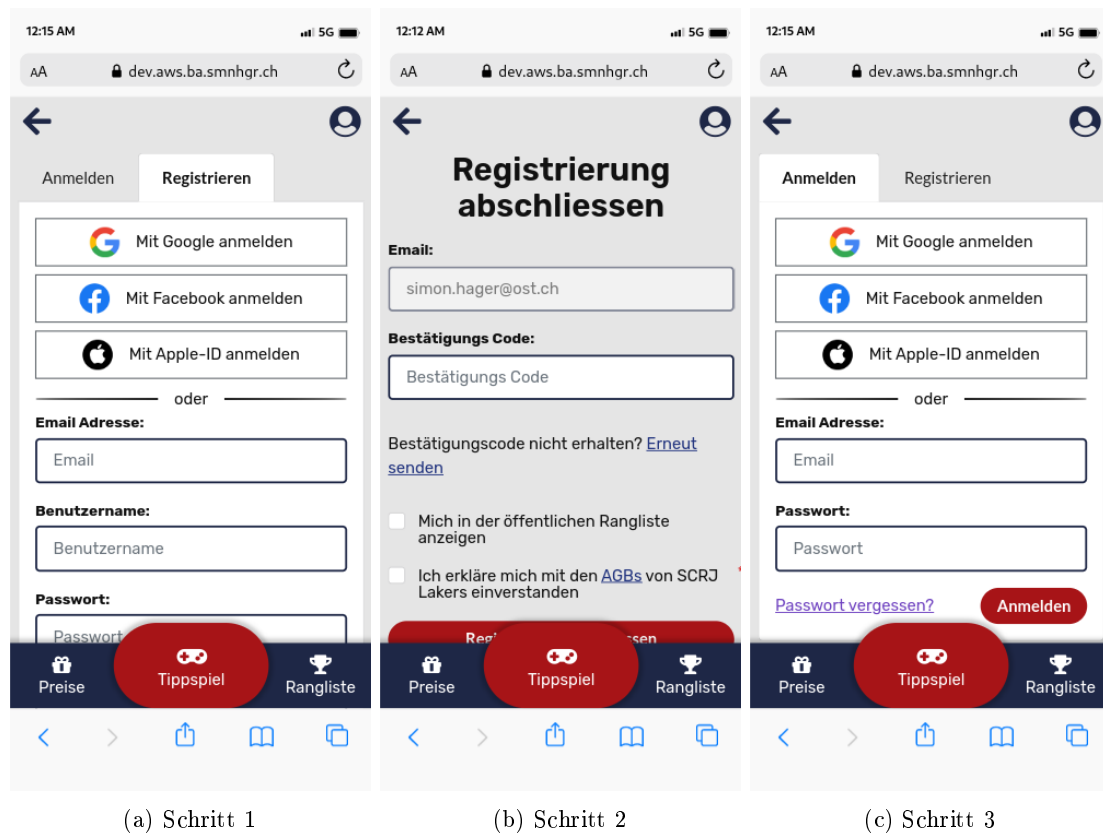 12:15 AM
5G
AA
dev.aws.ba.smnhgr.ch
Anmelden
Registrieren
Mit Google anmelden
Mit Facebook anmelden
Mit Apple-ID anmelden
oder
Email Adresse:
Email
Benutzername:
Benutzername
Passwort:
Passwort
Preise
Tippspiel
Rangliste
(a) Schritt 1
12:12 AM
5G
AA
dev.aws.ba.smnhgr.ch
Registrierung
abschliessen
Email:
simon.hager@ost.ch
Bestätigungs Code:
Bestätigungs Code
Bestätigungscode nicht erhalten? Erneut
senden
Mich in der öffentlichen Rangliste
anzeigen
Ich erkläre mich mit den AGBs von SCRJ
Lakers einverstanden
Preise
Tippspiel
Rangliste
(b) Schritt 2
12:15 AM
5G
AA
dev.aws.ba.smnhgr.ch
Anmelden
Registrieren
Mit Google anmelden
Mit Facebook anmelden
Mit Apple-ID anmelden
oder
Email Adresse:
Email
Passwort:
Passwort
Passwort vergessen?
Anmelden
Preise
Tippspiel
Rangliste
(c) Schritt 3